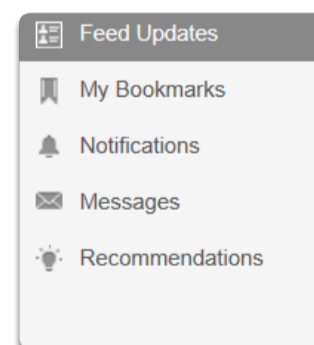 Feed Updates
My Bookmarks
Notifications
Messages
Recommendations